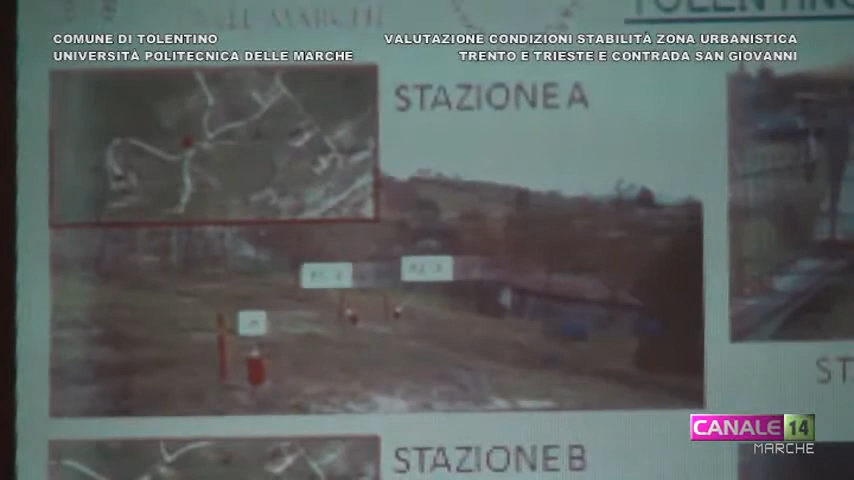 TOLENTINO
COMUNE DI TOLENTINO
UNIVERSITÀ POLITECNICA DELLE MARCHE
VALUTAZIONE CONDIZIONI STABILITÀ ZONA URBANISTICA
TRENTO E TRIESTE E CONTRADA SAN GIOVANNI
STAZIONE A
STAZIONE B
CANALE 14
MARCHE